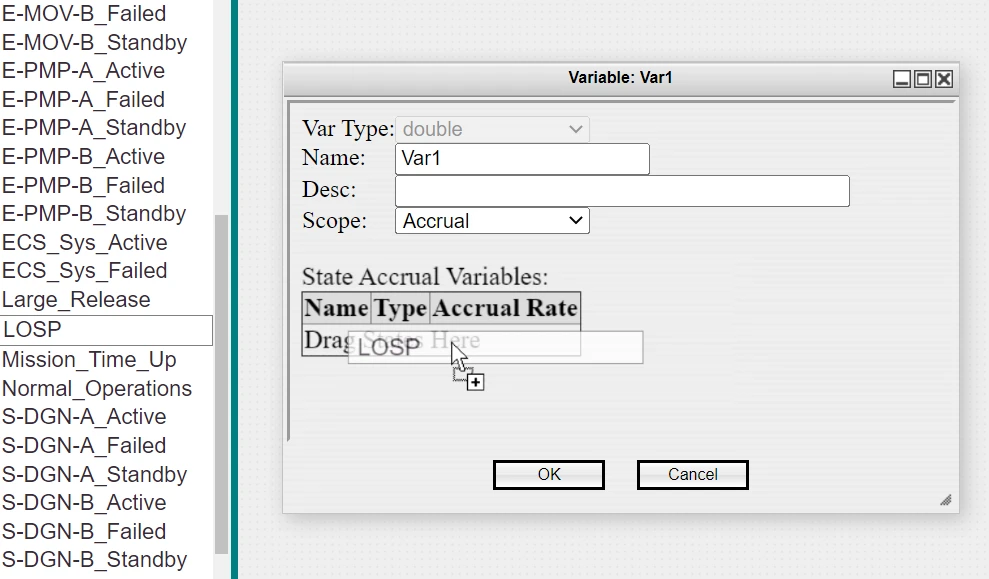 E-MOV-B_Failed
E-MOV-B_Standby
E-PMP-A_Active
E-PMP-A_Failed
E-PMP-A_Standby
E-PMP-B_Active
E-PMP-B_Failed
E-PMP-B_Standby
ECS_Sys_Active
ECS_Sys_Failed
Large_Release
LOSP
Mission_Time_Up
Normal_Operations
S-DGN-A_Active
S-DGN-A_Failed
S-DGN-A_Standby
S-DGN-B_Active
S-DGN-B_Failed
S-DGN-B_Standby
Variable: Var1
Var Type: double
Name: Var1
Desc:
Scope: Accrual
State Accrual Variables:
Name Type Accrual Rate
Drag States Here
LOSP
OK Cancel